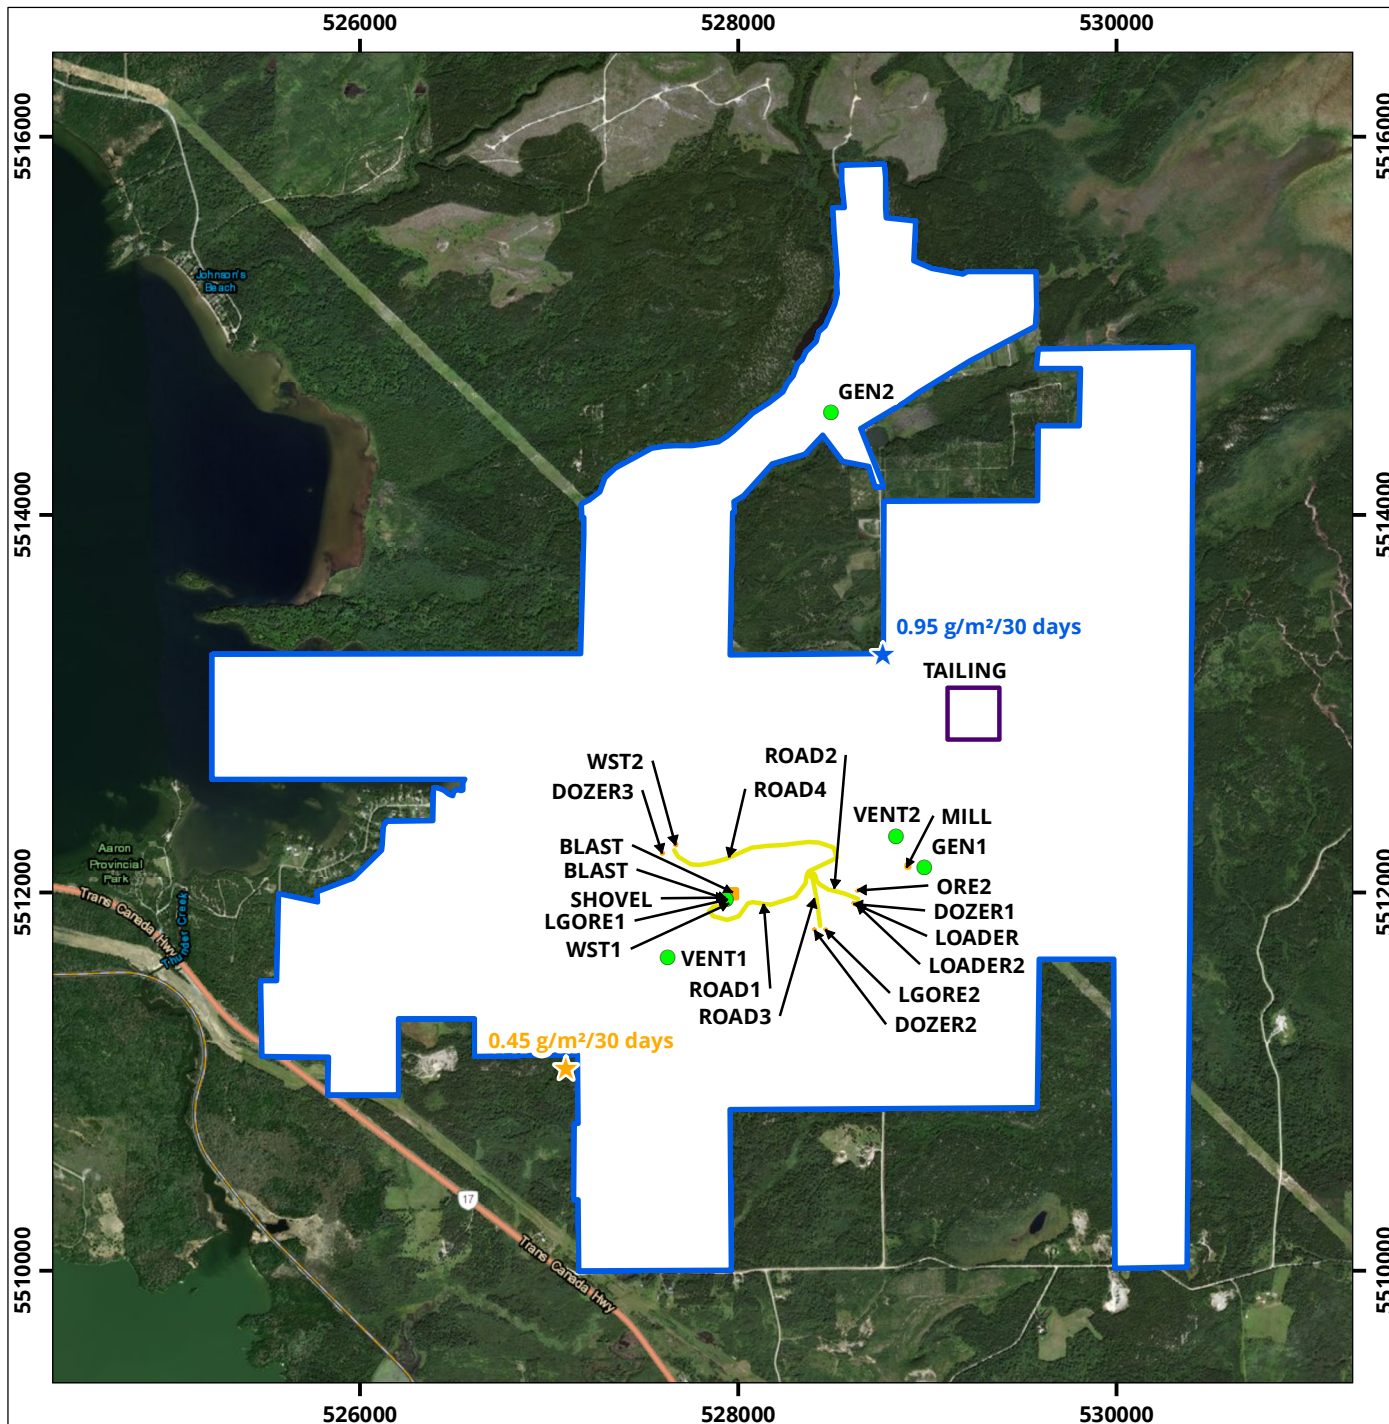 526000
528000
530000
5516000
5516000
Johnson's
Beach
GEN2
5514000
5514000
0.95 g/m²/30 days
TAILING
ROAD2
WST2
DOZER3
ROAD4
VENT2
MILL
BLAST
GEN1
Aaron
Provincial
Park
BLAST
ORE2
5512000
5512000
Trans Canada Hwy
SHOVEL
DOZER1
LGORE1
LOADER
Thunder Creek
WST1
VENT1
LOADER2
ROAD1
LGORE2
ROAD3
DOZER2
0.45 g/m²/30 days
17
Trans Canada Hwy
5510000
5510000
526000
528000
530000